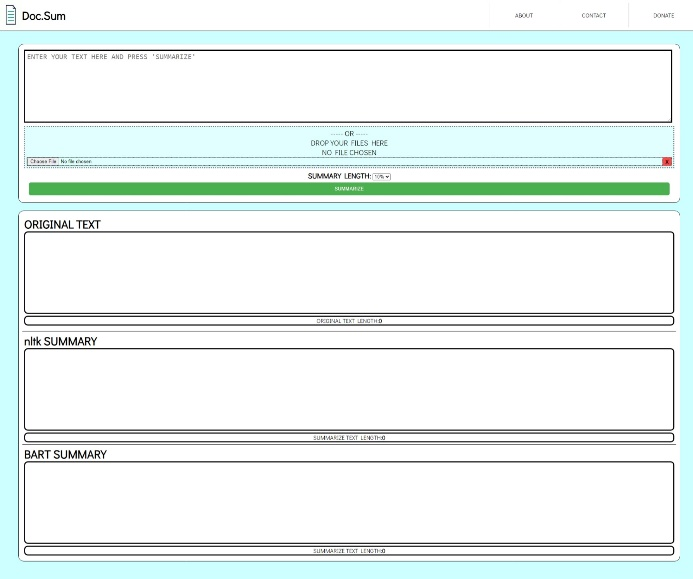 Doc.Sum
ABOUT
CONTACT
DONATE
ENTER YOUR TEXT HERE AND PRESS 'SUMMARIZE'
----- OR -----
DROP YOUR FILES HERE
NO FILE CHOSEN
Choose File No file chosen X
SUMMARY LENGTH: 10%
SUMMARIZE
ORIGINAL TEXT
ORIGINAL TEXT LENGTH:0
nltk SUMMARY
SUMMARIZE TEXT LENGTH:0
BART SUMMARY
SUMMARIZE TEXT LENGTH:0